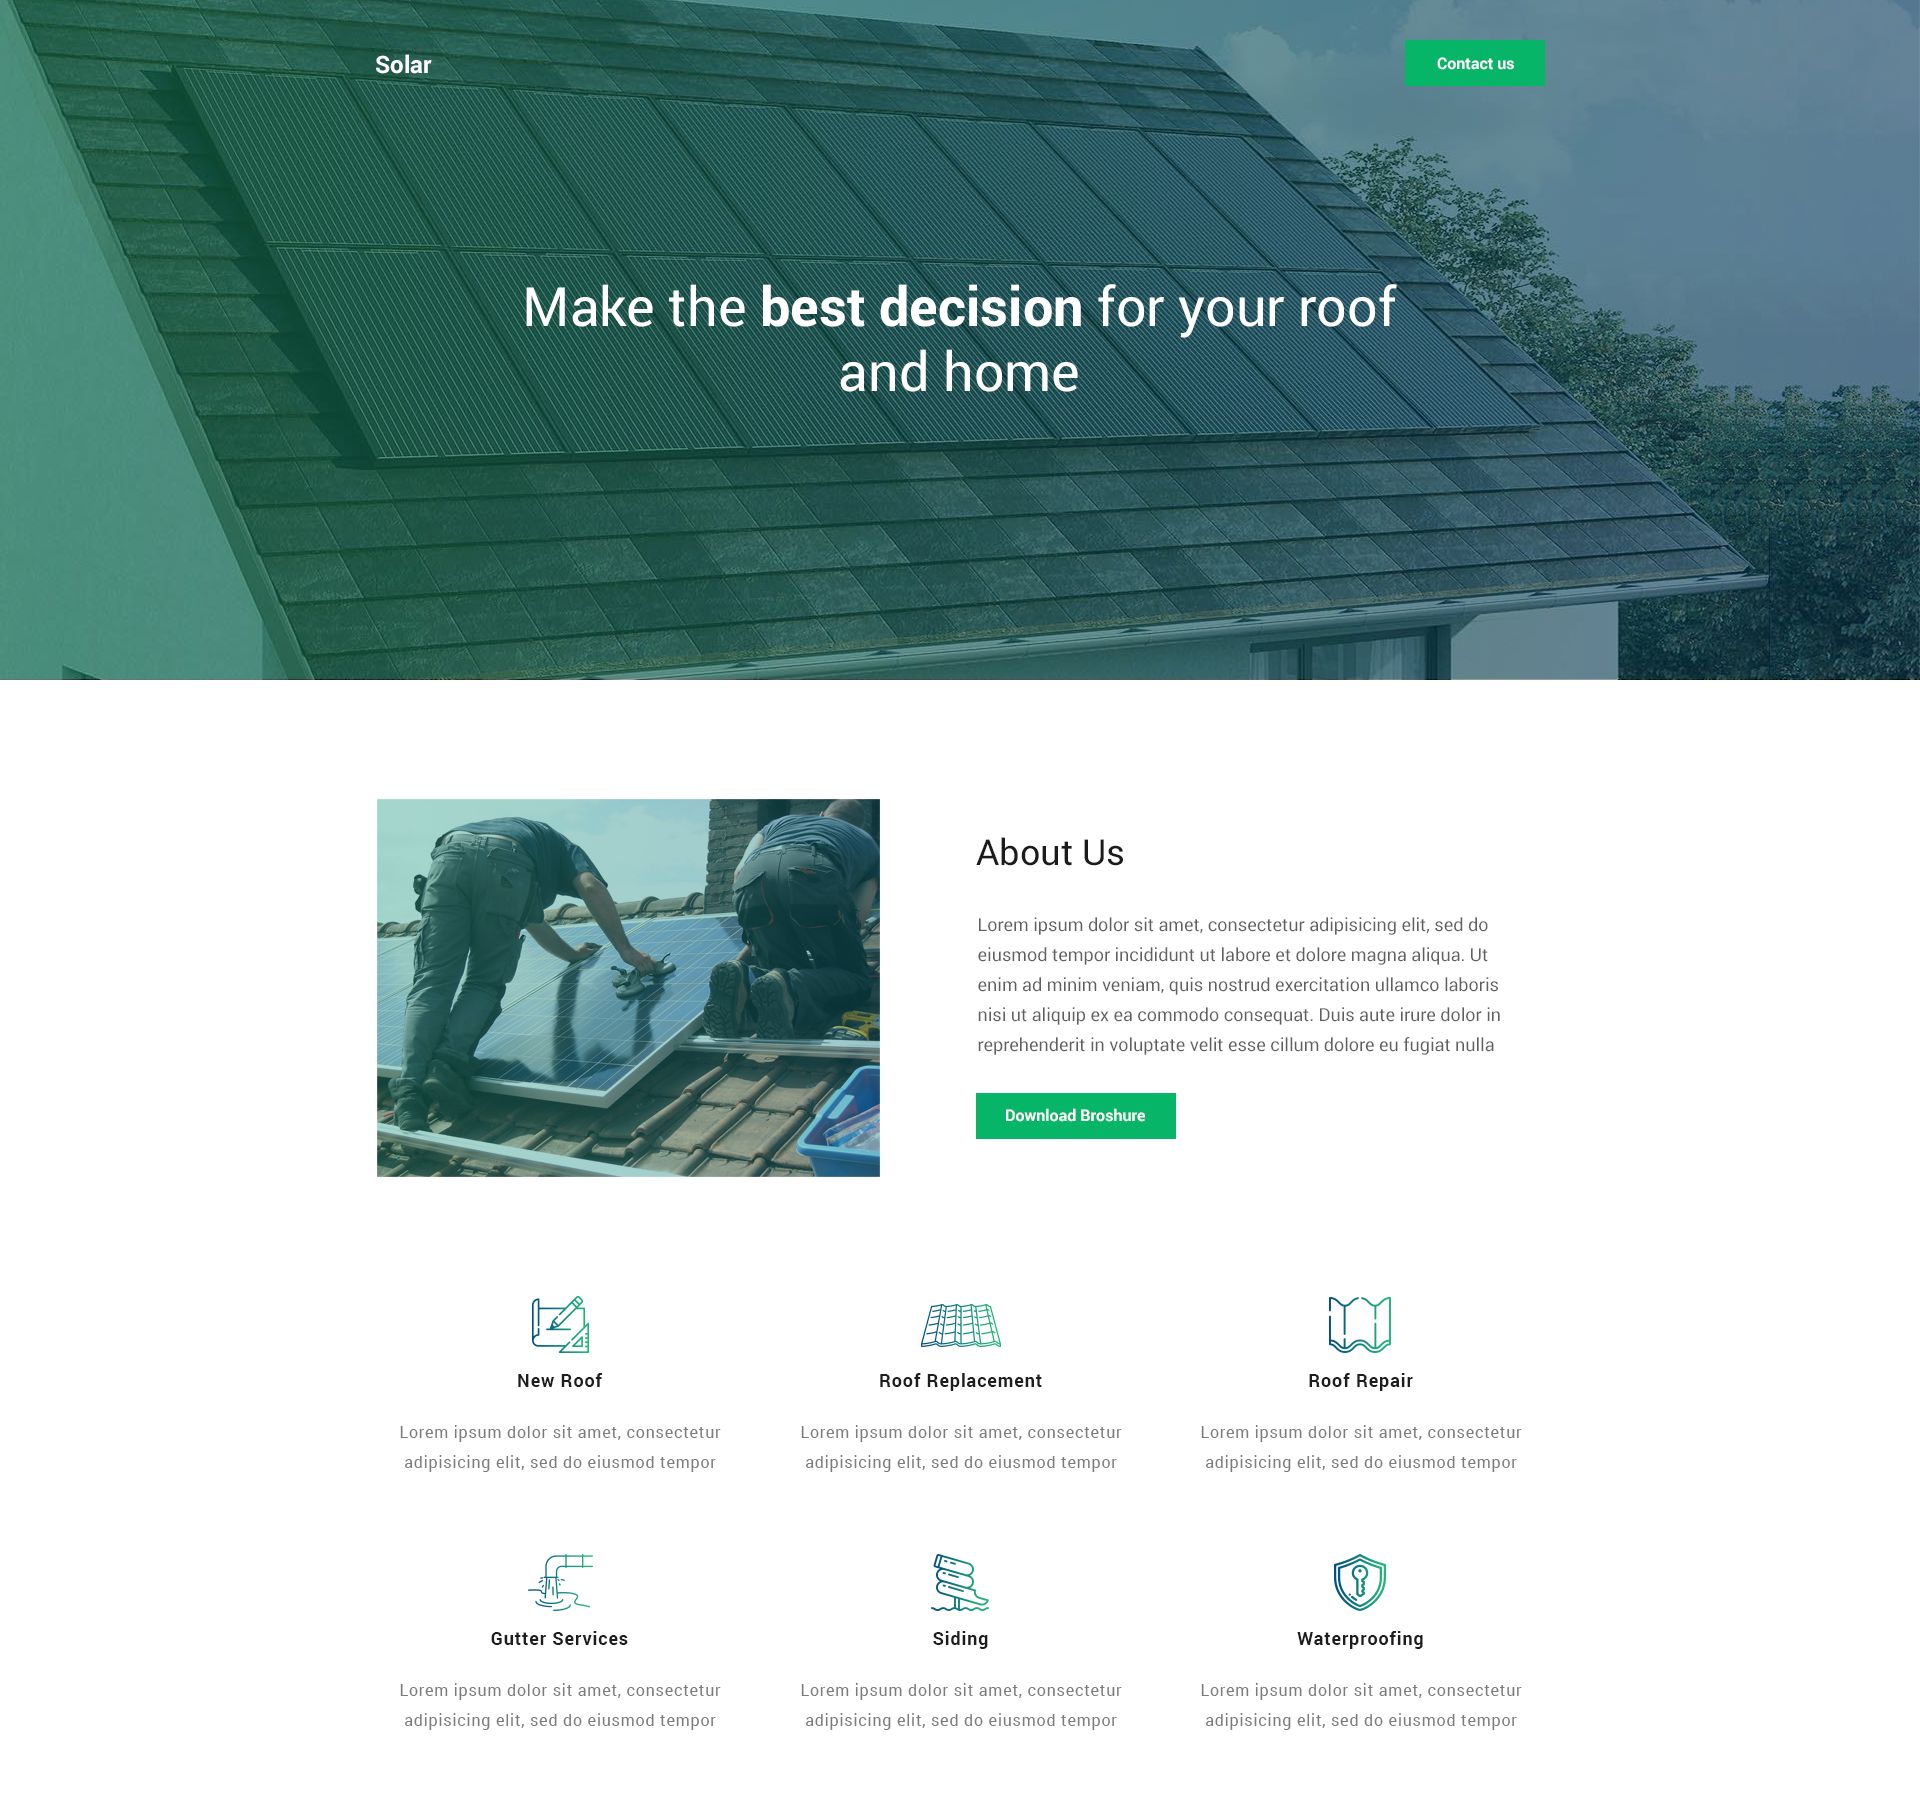 Solar
Contact us
Make the best decision for your roof
and home
About Us
Lorem ipsum dolor sit amet, consectetur adipisicing elit, sed do
eiusmod tempor incididunt ut labore et dolore magna aliqua. Ut
enim ad minim veniam, quis nostrud exercitation ullamco laboris
nisi ut aliquip ex ea commodo consequat. Duis aute irure dolor in
reprehenderit in voluptate velit esse cillum dolore eu fugiat nulla
Download Broshure
New Roof
Lorem ipsum dolor sit amet, consectetur
adipisicing elit, sed do eiusmod tempor
Roof Replacement
Lorem ipsum dolor sit amet, consectetur
adipisicing elit, sed do eiusmod tempor
Roof Repair
Lorem ipsum dolor sit amet, consectetur
adipisicing elit, sed do eiusmod tempor
Gutter Services
Lorem ipsum dolor sit amet, consectetur
adipisicing elit, sed do eiusmod tempor
Siding
Lorem ipsum dolor sit amet, consectetur
adipisicing elit, sed do eiusmod tempor
Waterproofing
Lorem ipsum dolor sit amet, consectetur
adipisicing elit, sed do eiusmod tempor